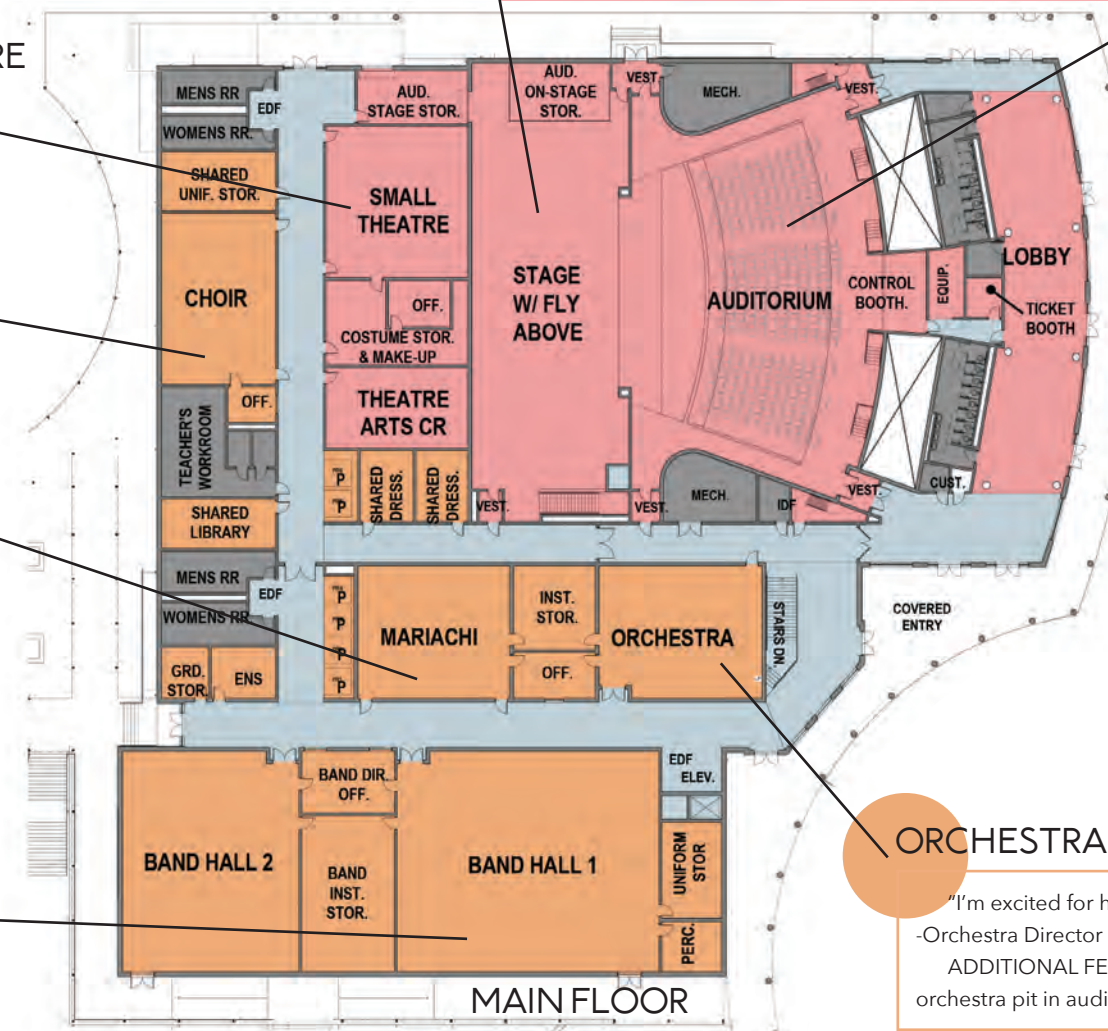 RE
MENS RR
EDF
WOMENS RR.
SHARED
UNIF. STOR.
CHOIR
OFF.
TEACHER'S
WORKROOM
SHARED
LIBRARY
MENS RR
EDF
WOMENS RR
GRD.
STOR.
ENS
AUD.
STAGE STOR.
SMALL
THEATRE
OFF.
COSTUME STOR.
& MAKE-UP
THEATRE
ARTS CR
P
P
SHARED
DRESS.
SHARED
DRESS.
AUD.
ON-STAGE
STOR.
STAGE
W/ FLY
ABOVE
VEST.
VEST.
MECH.
VEST.
AUDITORIUM
CONTROL
BOOTH.
EQUIP.
LOBBY
TICKET
BOOTH
VEST.
MECH.
IDF
VEST.
CUST.
COVERED
ENTRY
P
P
P
P
MARIACHI
INST.
STOR.
OFF.
ORCHESTRA
STAIRS DN.
BAND HALL 2
BAND DIR.
OFF.
BAND
INST.
STOR.
BAND HALL 1
EDF
ELEV.
UNIFORM
STOR
PERC.
MAIN FLOOR
ORCHESTRA
"I'm excited for h
-Orchestra Director
ADDITIONAL FE
orchestra pit in audi